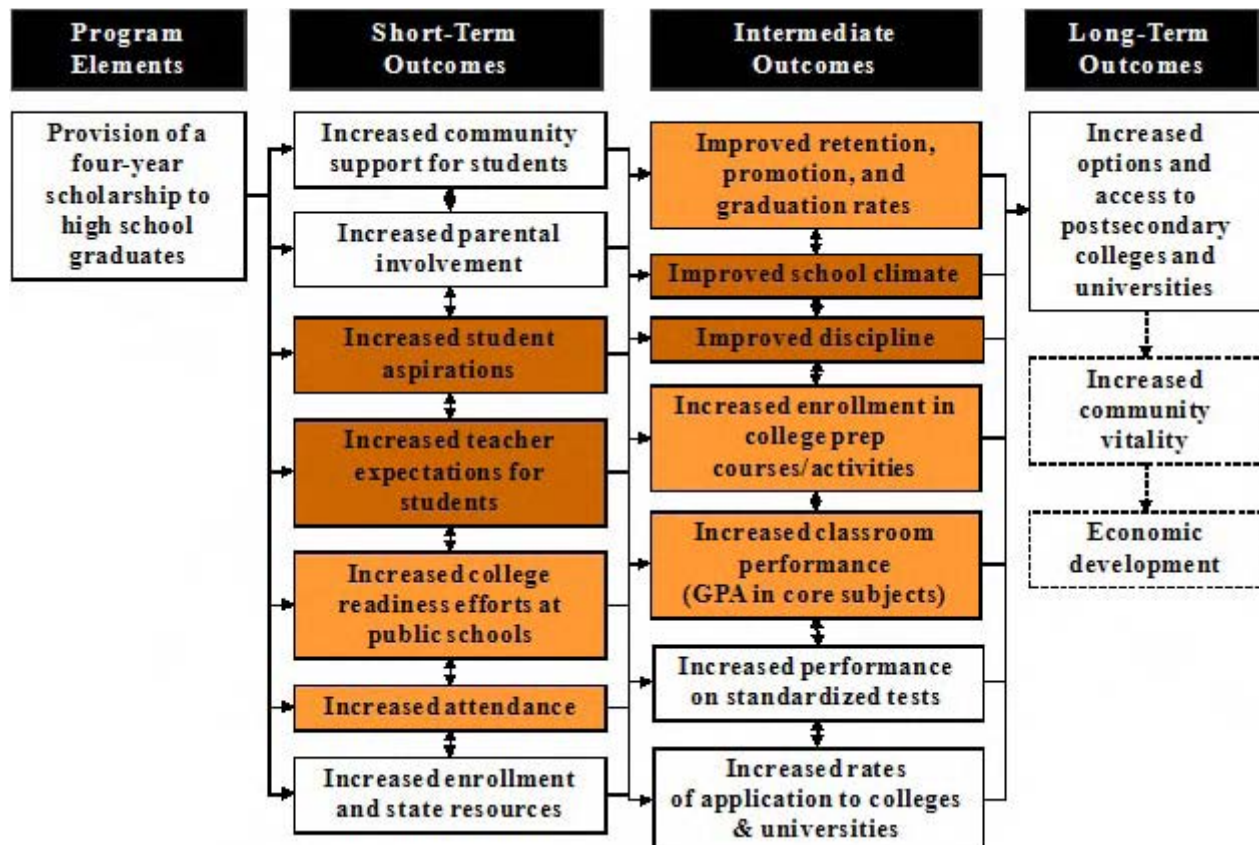 Program
Elements
Short-Term
Outcomes
Intermediate
Outcomes
Long-Term
Outcomes
Provision of a
four-year
scholarship to
high school
graduates
Increased community
support for students
Increased parental
involvement
Increased student
aspirations
Increased teacher
expectations for
students
Increased college
readiness efforts at
public schools
Increased attendance
Increased enrollment
and state resources
Improved retention,
promotion, and
graduation rates
Improved school climate
Improved discipline
Increased enrollment in
college prep
courses/activities
Increased classroom
performance
(GPA in core subjects)
Increased performance
on standardized tests
Increased rates
of application to colleges
& universities
Increased
options and
access to
postsecondary
colleges and
universities
Increased
community
vitality
Economic
development